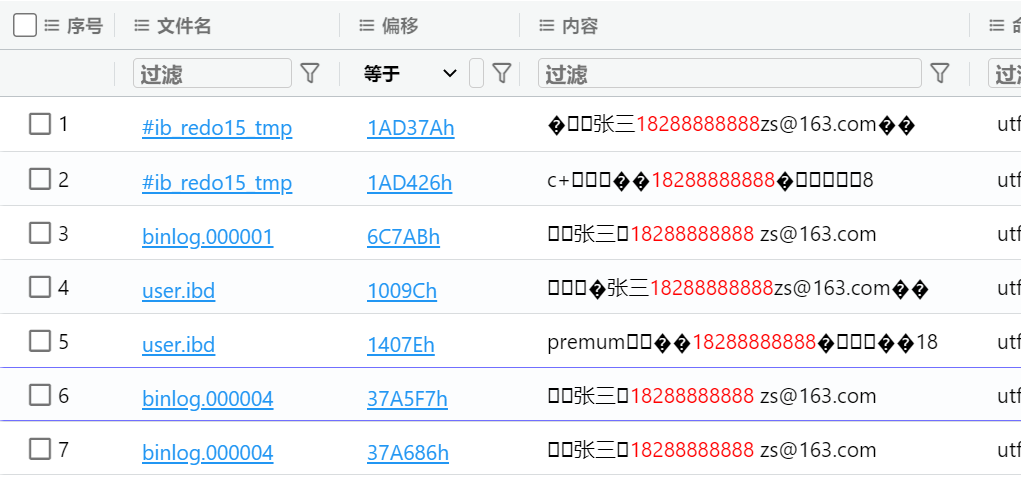 序号 文件名 偏移 内容
过滤 等于 过滤 过
1 #ib_redo15_tmp 1AD37Ah �▯▯张三18288888888zs@163.com�� utf
2 #ib_redo15_tmp 1AD426h c+▯▯▯��18288888888�▯▯▯▯▯8 utf
3 binlog.000001 6C7ABh ▯▯张三▯18288888888 zs@163.com utf
4 user.ibd 1009Ch ▯▯▯�张三18288888888zs@163.com�� utf
5 user.ibd 1407Eh premum▯▯��18288888888�▯▯▯��18 utf
6 binlog.000004 37A5F7h ▯▯张三▯18288888888 zs@163.com utf
7 binlog.000004 37A686h ▯▯张三▯18288888888 zs@163.com utf